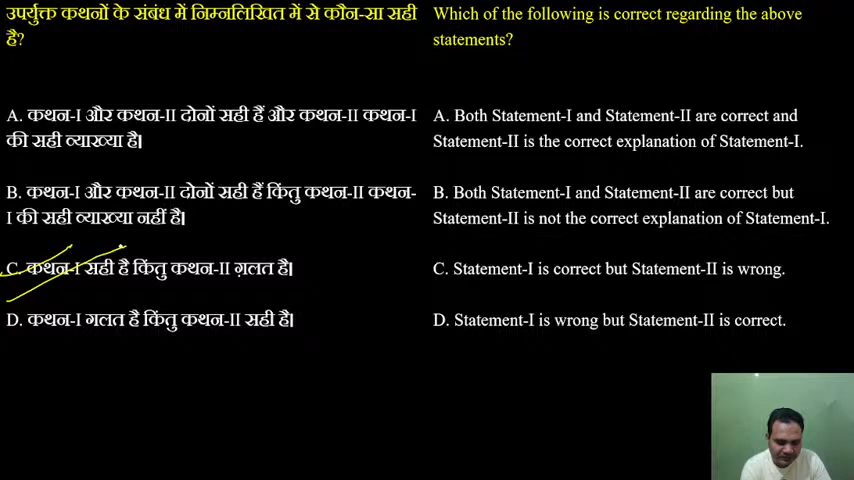 उपर्युक्त कथनों के संबंध में निम्नलिखित में से कौन-सा सही
है?
A. कथन-I और कथन-II दोनों सही हैं और कथन-II कथन-I
की सही व्याख्या है।
B. कथन-I और कथन-II दोनों सही हैं किंतु कथन-II कथन-
I की सही व्याख्या नहीं है।
C. कथन-I सही है किंतु कथन-II ग़लत है।
D. कथन-I गलत है किंतु कथन-II सही है।
Which of the following is correct regarding the above
statements?
A. Both Statement-I and Statement-II are correct and
Statement-II is the correct explanation of Statement-I.
B. Both Statement-I and Statement-II are correct but
Statement-II is not the correct explanation of Statement-I.
C. Statement-I is correct but Statement-II is wrong.
D. Statement-I is wrong but Statement-II is correct.